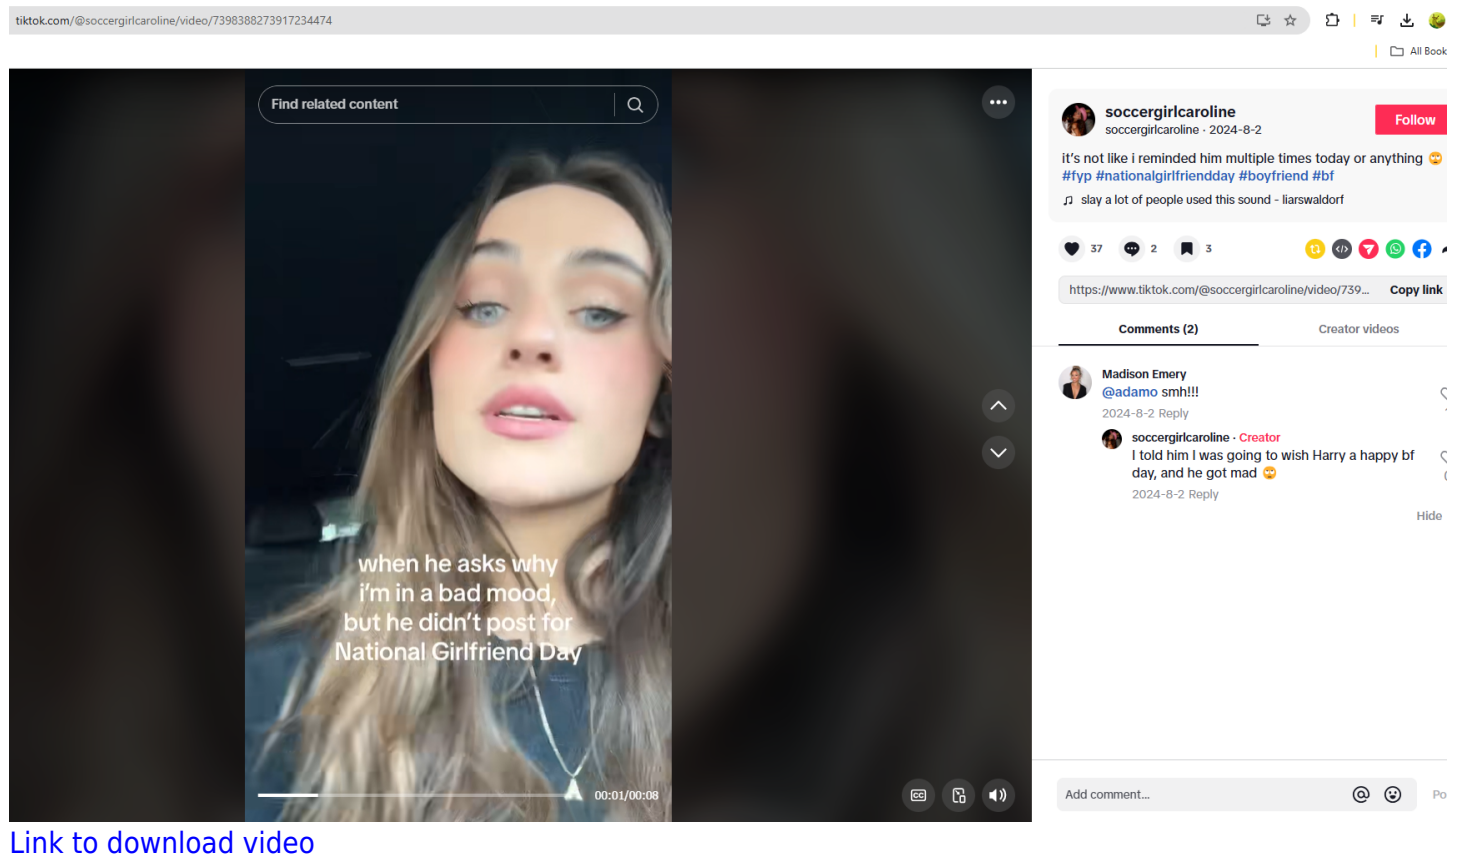 tiktok.com/@soccergirlcaroline/video/7398388273917234474
All Book
Find related content
when he asks why
i'm in a bad mood,
but he didn't post for
National Girlfriend Day
A
00:01/00:08
CC
soccergirlcaroline
soccergirlcaroline · 2024-8-2
Follow
it's not like i reminded him multiple times today or anything 🙄
#fyp #nationalgirlfriendday #boyfriend #bf
♫ slay a lot of people used this sound - liarswaldorf
37
2
3
https://www.tiktok.com/@soccergirlcaroline/video/739...
Copy link
Comments (2)
Creator videos
Madison Emery
@adamo smh!!!
2024-8-2 Reply
soccergirlcaroline · Creator
I told him I was going to wish Harry a happy bf
day, and he got mad 🙄
2024-8-2 Reply
Hide
Add comment...
Po
Link to download video